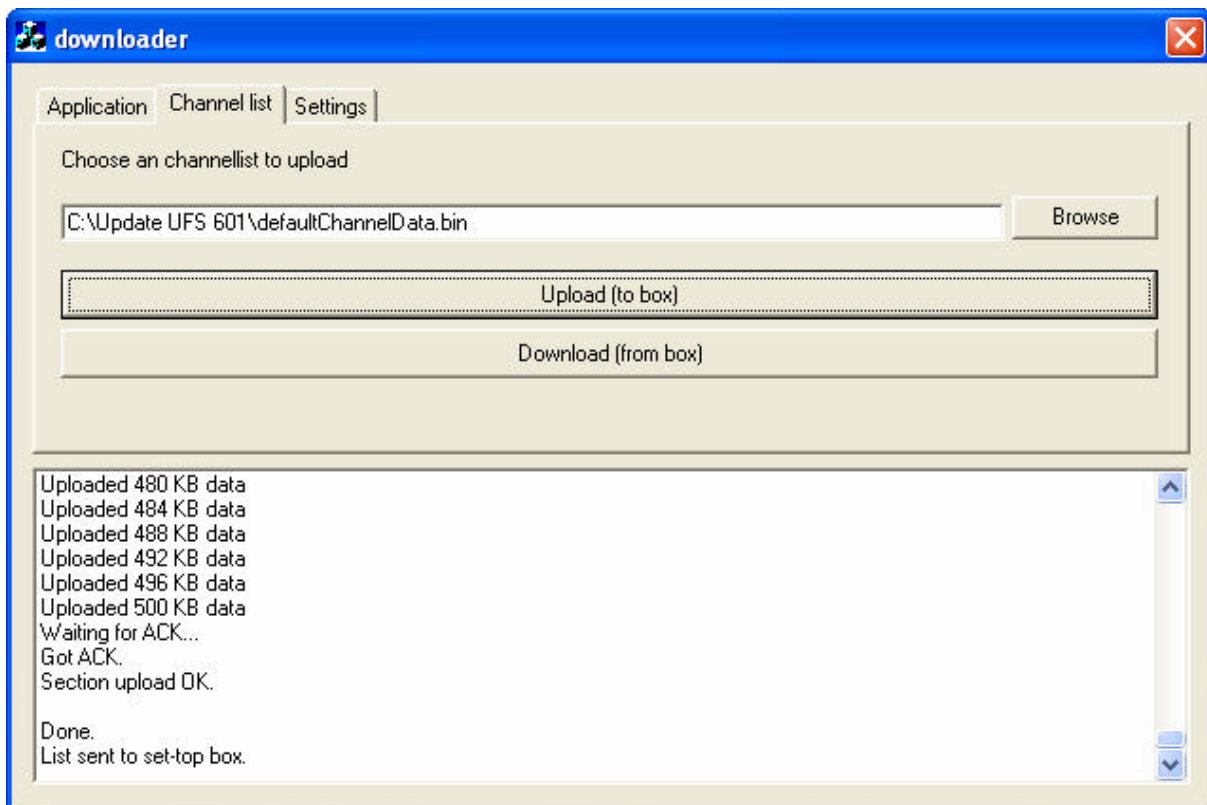 downloader
Application Channel list Settings
Choose an channellist to upload
C:\Update UFS 601\defaultChannelData.bin Browse
Upload (to box)
Download (from box)
Uploaded 480 KB data
Uploaded 484 KB data
Uploaded 488 KB data
Uploaded 492 KB data
Uploaded 496 KB data
Uploaded 500 KB data
Waiting for ACK...
Got ACK.
Section upload OK.
Done.
List sent to set-top box.